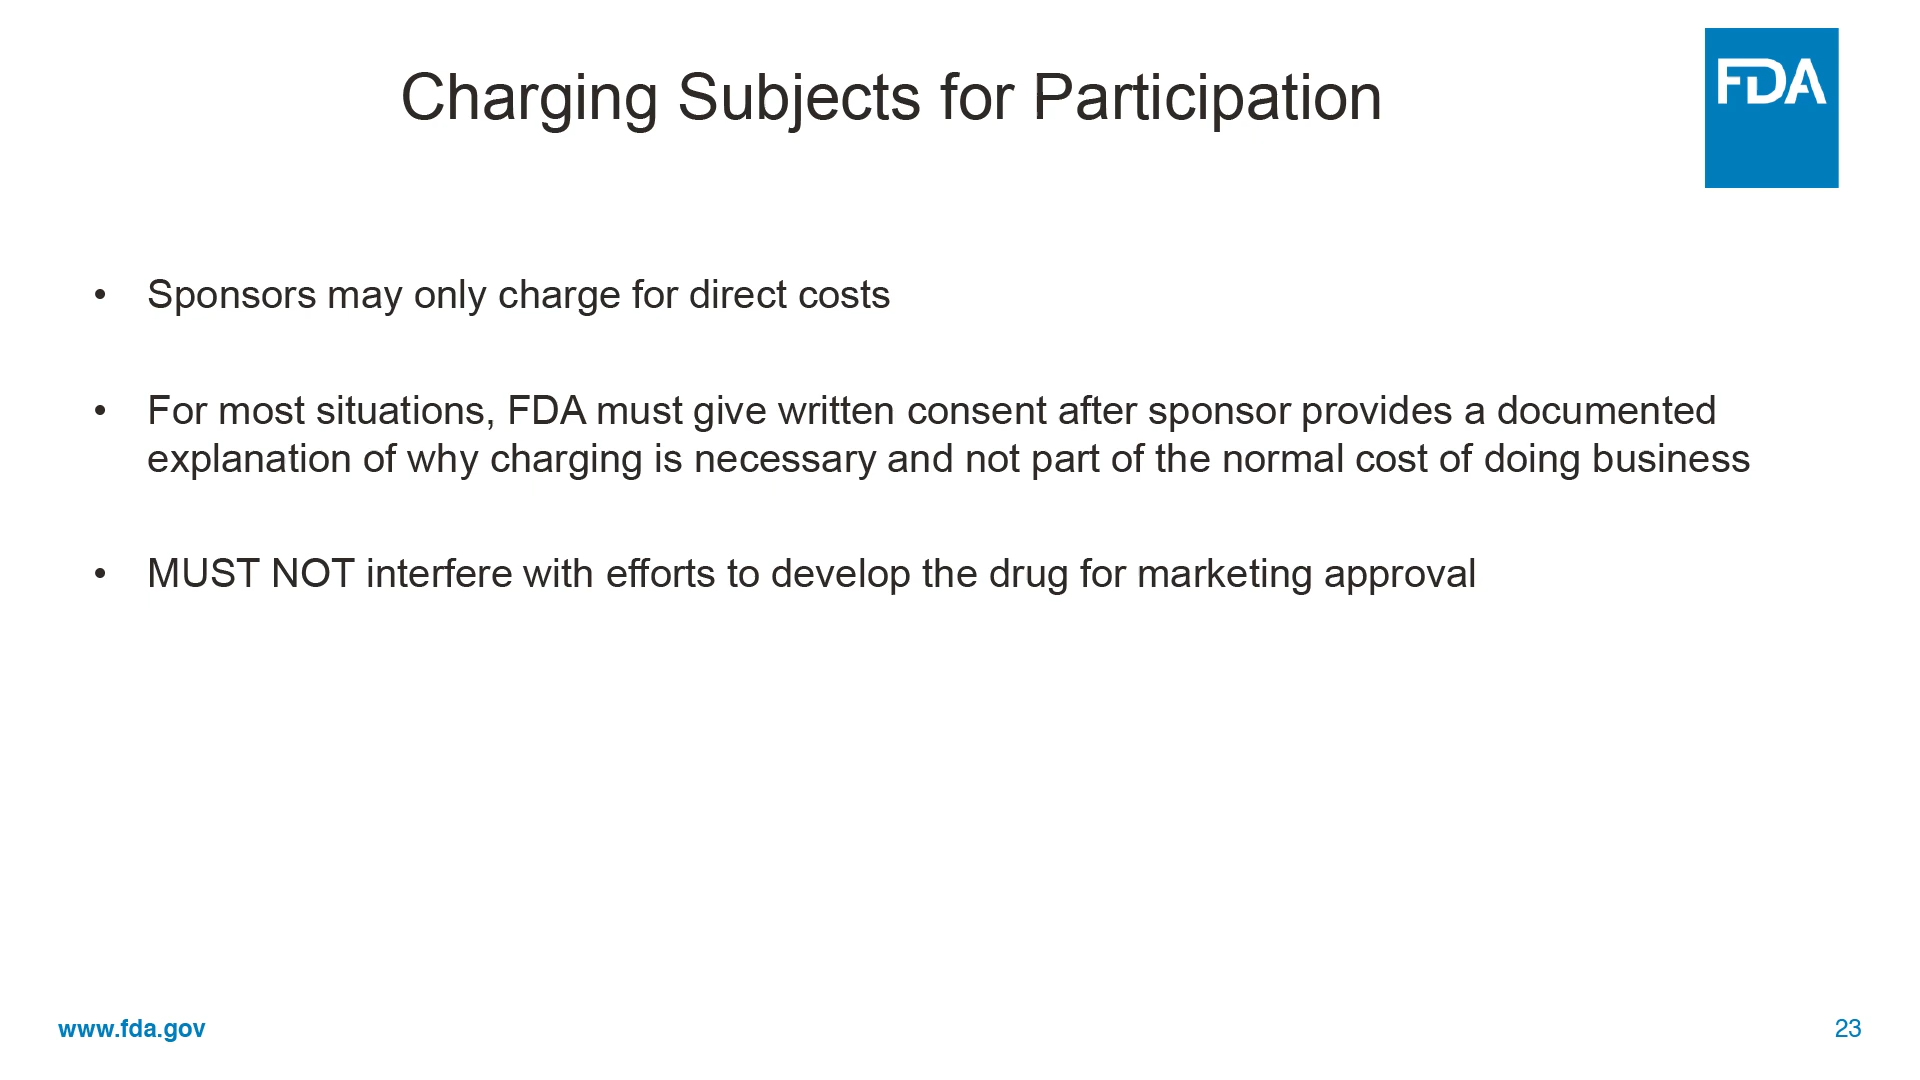 Charging Subjects for Participation
FDA
• Sponsors may only charge for direct costs
• For most situations, FDA must give written consent after sponsor provides a documented
explanation of why charging is necessary and not part of the normal cost of doing business
• MUST NOT interfere with efforts to develop the drug for marketing approval
www.fda.gov
23